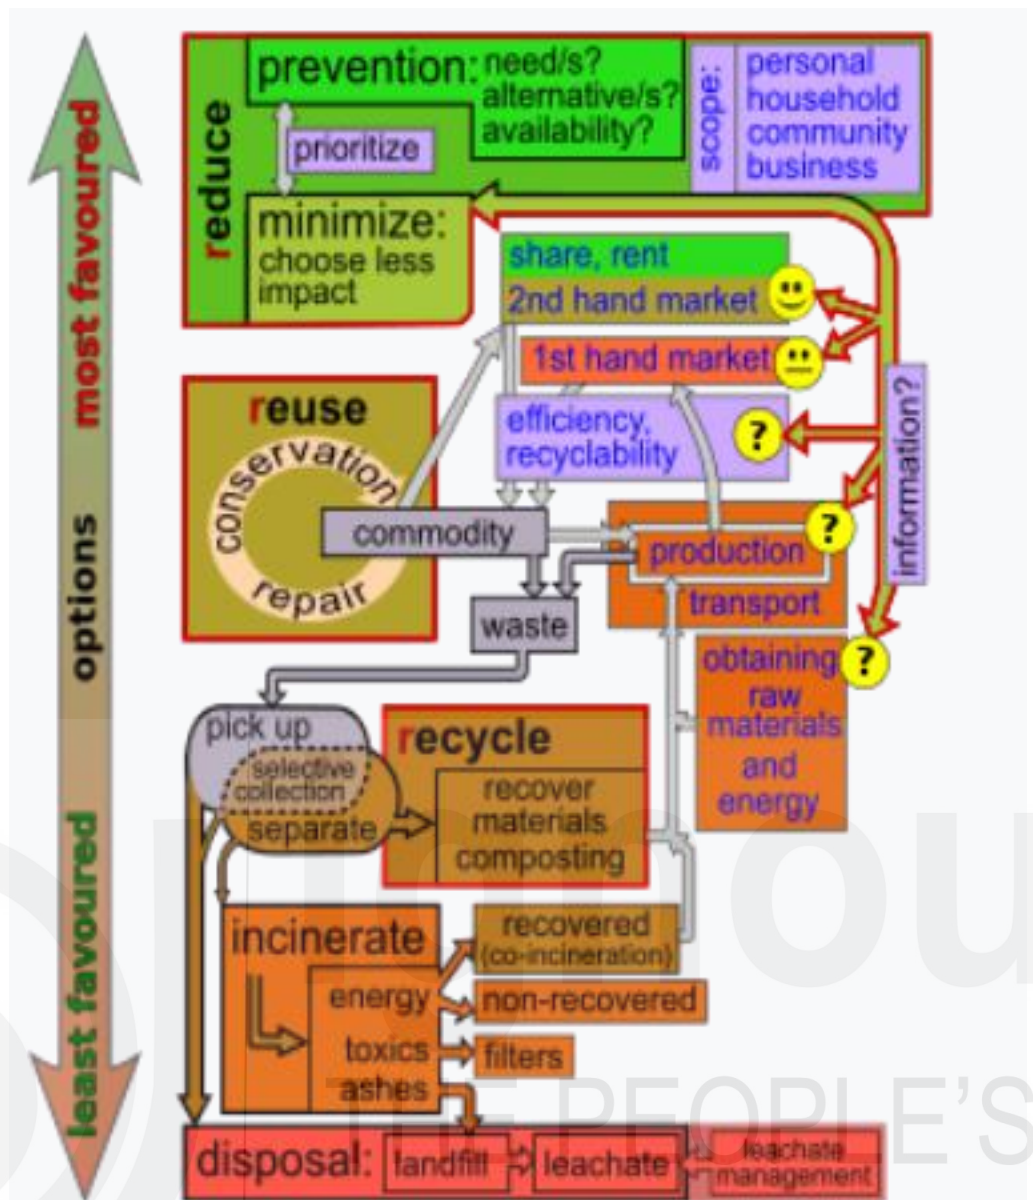 most favoured
options
least favoured
reduce
prevention:
need/s?
alternative/s?
availability?
scope:
personal
household
community
business
prioritize
minimize:
choose less
impact
share, rent
2nd hand market
1st hand market
efficiency,
recyclability
?
information?
reuse
conservation
repair
commodity
production
?
transport
waste
obtaining
raw
materials
and
energy
?
pick up
selective
collection
separate
recycle
recover
materials
composting
incinerate
energy
toxics
ashes
recovered
(co-incineration)
non-recovered
filters
disposal:
landfill
leachate
leachate
management
ignou
THE PEOPLE'S